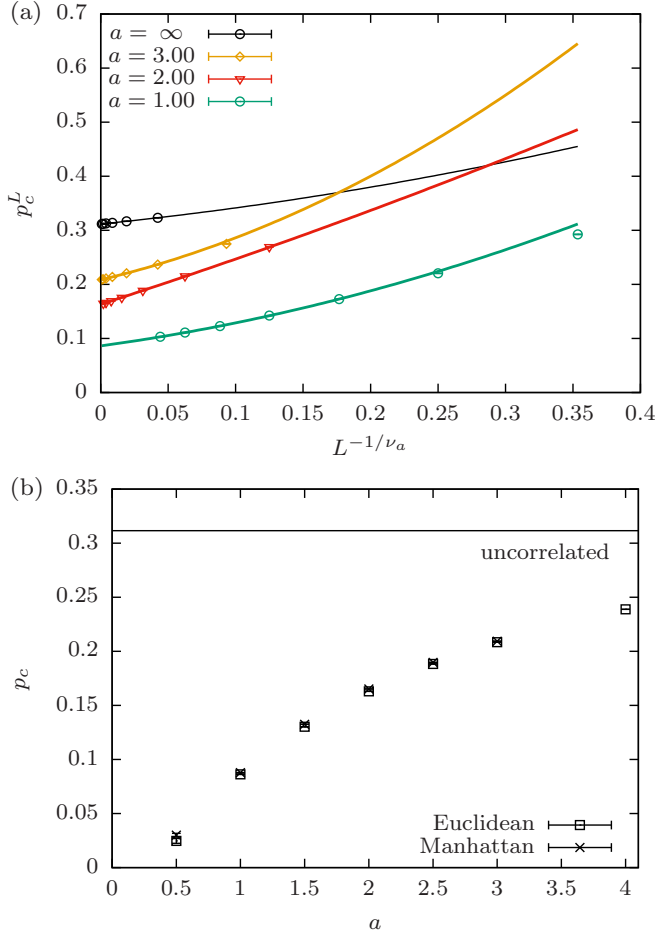 (a)
0.7
0.6
0.5
0.4
0.3
0.2
0.1
0
p_c^L
a = ∞
a = 3.00
a = 2.00
a = 1.00
0 0.05 0.1 0.15 0.2 0.25 0.3 0.35 0.4
L^{-1/ν_a}
(b)
0.35
0.3
0.25
0.2
0.15
0.1
0.05
0
p_c
uncorrelated
Euclidean
Manhattan
0 0.5 1 1.5 2 2.5 3 3.5 4
a